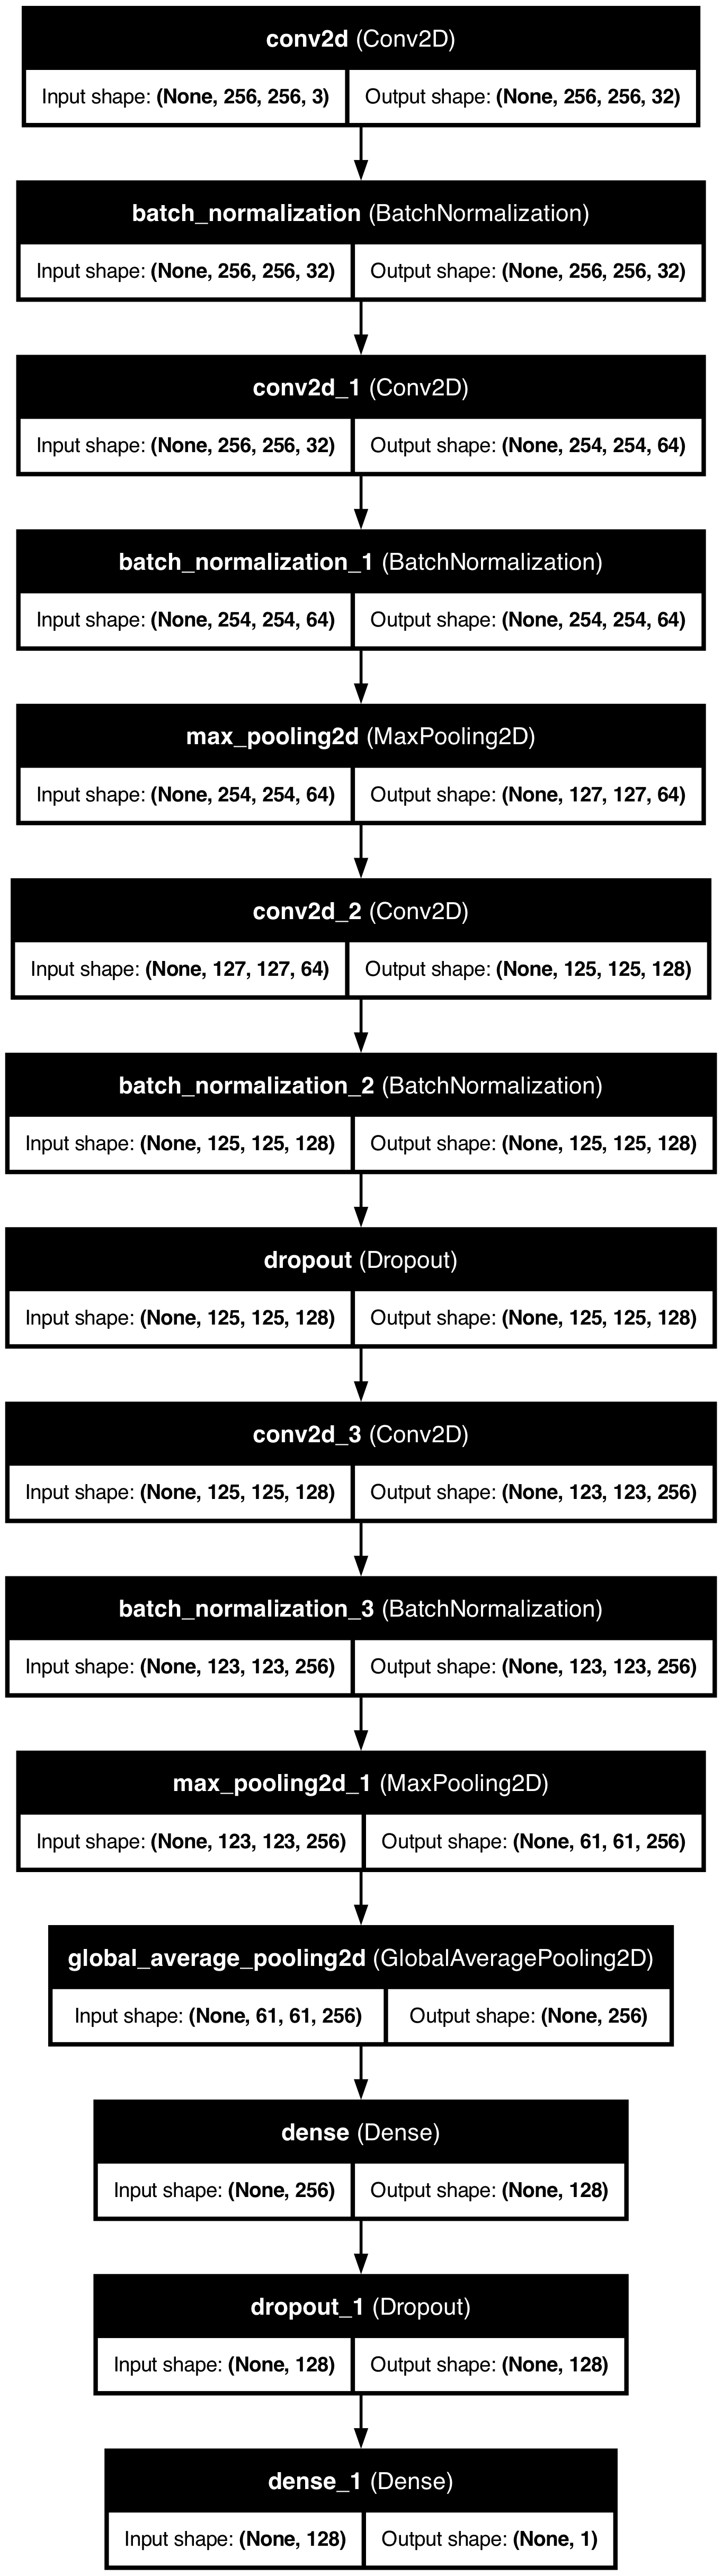 conv2d (Conv2D)
Input shape: (None, 256, 256, 3) Output shape: (None, 256, 256, 32)
batch_normalization (BatchNormalization)
Input shape: (None, 256, 256, 32) Output shape: (None, 256, 256, 32)
conv2d_1 (Conv2D)
Input shape: (None, 256, 256, 32) Output shape: (None, 254, 254, 64)
batch_normalization_1 (BatchNormalization)
Input shape: (None, 254, 254, 64) Output shape: (None, 254, 254, 64)
max_pooling2d (MaxPooling2D)
Input shape: (None, 254, 254, 64) Output shape: (None, 127, 127, 64)
conv2d_2 (Conv2D)
Input shape: (None, 127, 127, 64) Output shape: (None, 125, 125, 128)
batch_normalization_2 (BatchNormalization)
Input shape: (None, 125, 125, 128) Output shape: (None, 125, 125, 128)
dropout (Dropout)
Input shape: (None, 125, 125, 128) Output shape: (None, 125, 125, 128)
conv2d_3 (Conv2D)
Input shape: (None, 125, 125, 128) Output shape: (None, 123, 123, 256)
batch_normalization_3 (BatchNormalization)
Input shape: (None, 123, 123, 256) Output shape: (None, 123, 123, 256)
max_pooling2d_1 (MaxPooling2D)
Input shape: (None, 123, 123, 256) Output shape: (None, 61, 61, 256)
global_average_pooling2d (GlobalAveragePooling2D)
Input shape: (None, 61, 61, 256) Output shape: (None, 256)
dense (Dense)
Input shape: (None, 256) Output shape: (None, 128)
dropout_1 (Dropout)
Input shape: (None, 128) Output shape: (None, 128)
dense_1 (Dense)
Input shape: (None, 128) Output shape: (None, 1)